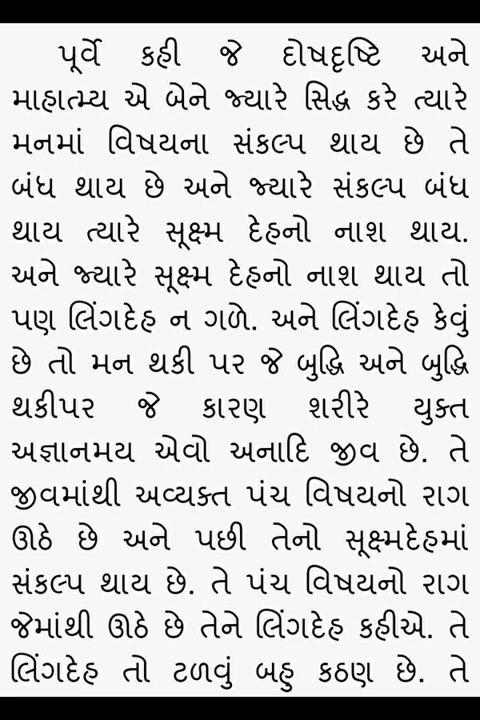 પૂર્વે કહી જે દોષદૃષ્ટિ અને
માહાત્મ્ય એ બેને જ્યારે સિદ્ધ કરે ત્યારે
મનમાં વિષયના સંકલ્પ થાય છે તે
બંધ થાય છે અને જ્યારે સંકલ્પ બંધ
થાય ત્યારે સૂક્ષ્મ દેહનો નાશ થાય.
અને જ્યારે સૂક્ષ્મ દેહનો નાશ થાય તો
પણ લિંગદેહ ન ગળે. અને લિંગદેહ કેવું
છે તો મન થકી પર જે બુદ્ધિ અને બુદ્ધિ
થકીપર જે કારણ શરીરે યુક્ત
અજ્ઞાનમય એવો અનાદિ જીવ છે. તે
જીવમાંથી અવ્યક્ત પંચ વિષયનો રાગ
ઊઠે છે અને પછી તેનો સૂક્ષ્મદેહમાં
સંકલ્પ થાય છે. તે પંચ વિષયનો રાગ
જેમાંથી ઊઠે છે તેને લિંગદેહ કહીએ. તે
લિંગદેહ તો ટળવું બહુ કઠણ છે. તે